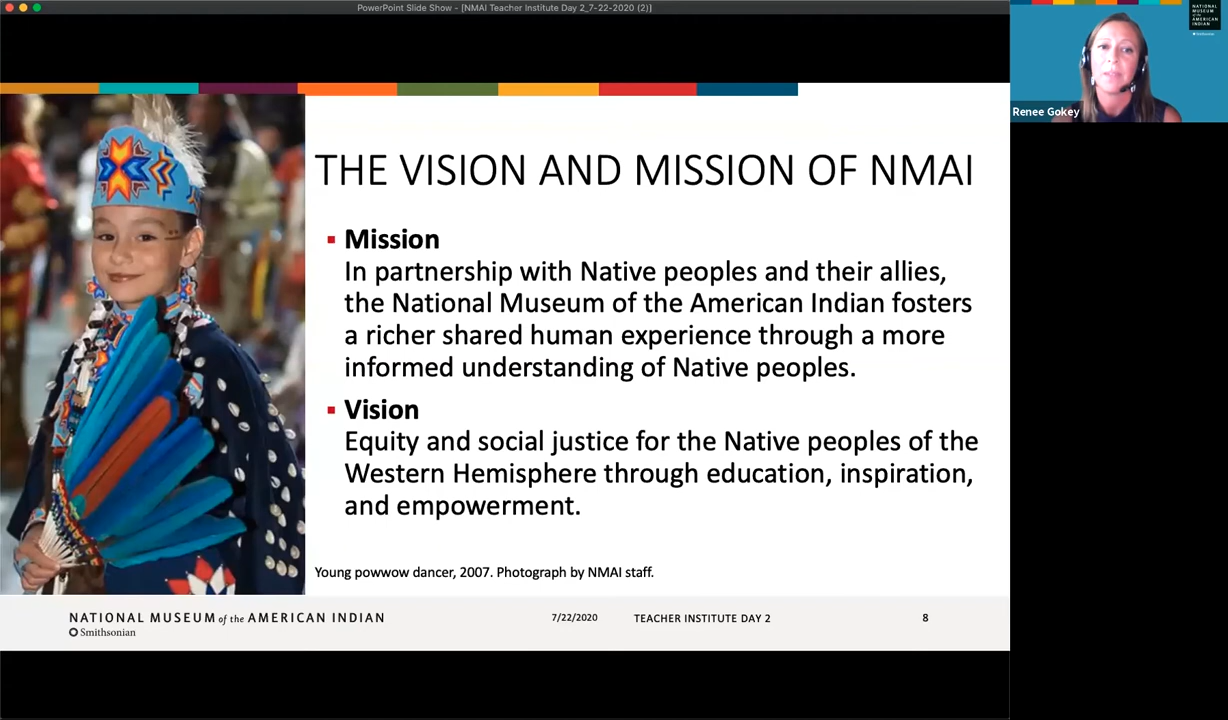 PowerPoint Slide Show - [NMAI Teacher Institute Day 2_7-22-2020 (2)]
NATIONAL
MUSEUM
of the
AMERICAN
INDIAN
Smithsonian
Renee Gokey
THE VISION AND MISSION OF NMAI
▪ Mission
In partnership with Native peoples and their allies,
the National Museum of the American Indian fosters
a richer shared human experience through a more
informed understanding of Native peoples.
▪ Vision
Equity and social justice for the Native peoples of the
Western Hemisphere through education, inspiration,
and empowerment.
Young powwow dancer, 2007. Photograph by NMAI staff.
NATIONAL MUSEUM of the AMERICAN INDIAN
Smithsonian
7/22/2020
TEACHER INSTITUTE DAY 2
8